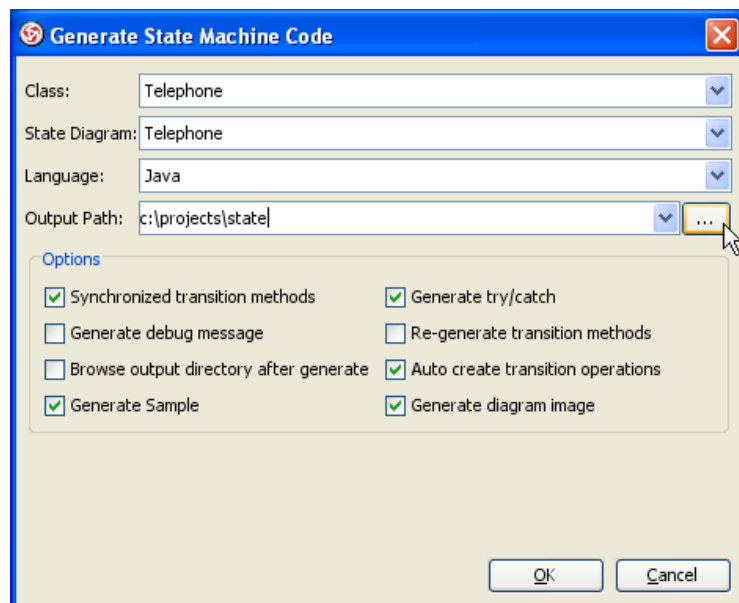 Generate State Machine Code
Class: Telephone
State Diagram: Telephone
Language: Java
Output Path: c:\projects\state ...
Options
Synchronized transition methods Generate try/catch
Generate debug message Re-generate transition methods
Browse output directory after generate Auto create transition operations
Generate Sample Generate diagram image
OK Cancel